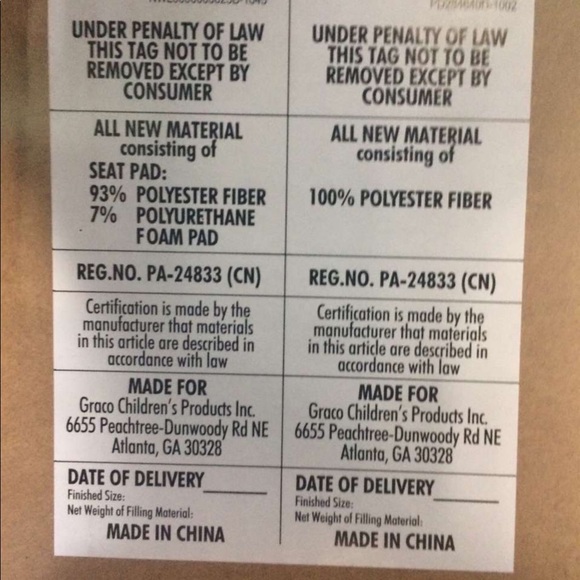 UNDER PENALTY OF LAW
THIS TAG NOT TO BE
REMOVED EXCEPT BY
CONSUMER
ALL NEW MATERIAL
consisting of
SEAT PAD:
93% POLYESTER FIBER
7% POLYURETHANE
FOAM PAD
REG.NO. PA-24833 (CN)
Certification is made by the
manufacturer that materials
in this article are described in
accordance with law
MADE FOR
Graco Children's Products Inc.
6655 Peachtree-Dunwoody Rd NE
Atlanta, GA 30328
DATE OF DELIVERY
Finished Size:
Net Weight of Filling Material:
MADE IN CHINA
UNDER PENALTY OF LAW
THIS TAG NOT TO BE
REMOVED EXCEPT BY
CONSUMER
ALL NEW MATERIAL
consisting of
100% POLYESTER FIBER
REG.NO. PA-24833 (CN)
Certification is made by the
manufacturer that materials
in this article are described in
accordance with law
MADE FOR
Graco Children's Products Inc.
6655 Peachtree-Dunwoody Rd NE
Atlanta, GA 30328
DATE OF DELIVERY
Finished Size:
Net Weight of Filling Material:
MADE IN CHINA